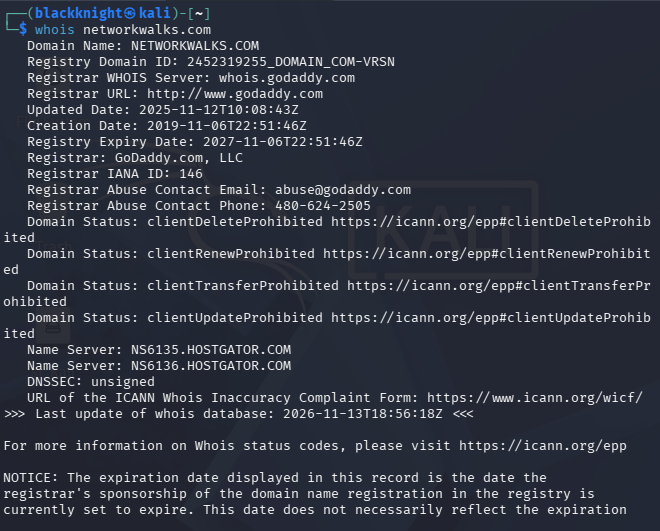 ┌──(blackknight㉿kali)-[~]
└─$ whois networkwalks.com
Domain Name: NETWORKWALKS.COM
Registry Domain ID: 2452319255_DOMAIN_COM-VRSN
Registrar WHOIS Server: whois.godaddy.com
Registrar URL: http://www.godaddy.com
Updated Date: 2025-11-12T10:08:43Z
Creation Date: 2019-11-06T22:51:46Z
Registry Expiry Date: 2027-11-06T22:51:46Z
Registrar: GoDaddy.com, LLC
Registrar IANA ID: 146
Registrar Abuse Contact Email: abuse@godaddy.com
Registrar Abuse Contact Phone: 480-624-2505
Domain Status: clientDeleteProhibited https://icann.org/epp#clientDeleteProhib
ited
Domain Status: clientRenewProhibited https://icann.org/epp#clientRenewProhibit
ed
Domain Status: clientTransferProhibited https://icann.org/epp#clientTransferPr
ohibited
Domain Status: clientUpdateProhibited https://icann.org/epp#clientUpdateProhib
ited
Name Server: NS6135.HOSTGATOR.COM
Name Server: NS6136.HOSTGATOR.COM
DNSSEC: unsigned
URL of the ICANN Whois Inaccuracy Complaint Form: https://www.icann.org/wicf/
>>> Last update of whois database: 2026-11-13T18:56:18Z <<<
For more information on Whois status codes, please visit https://icann.org/epp
NOTICE: The expiration date displayed in this record is the date the
registrar's sponsorship of the domain name registration in the registry is
currently set to expire. This date does not necessarily reflect the expiration
KALI